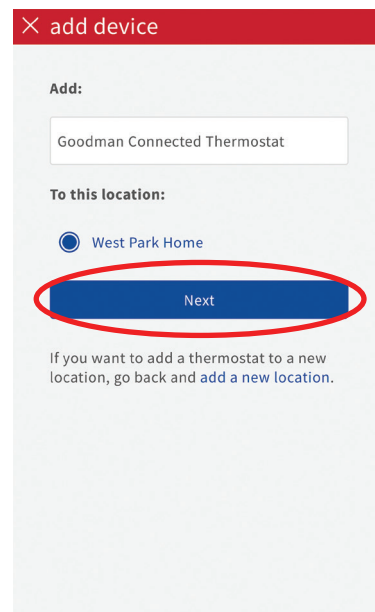 × add device
Add:
Goodman Connected Thermostat
To this location:
West Park Home
Next
If you want to add a thermostat to a new
location, go back and add a new location.